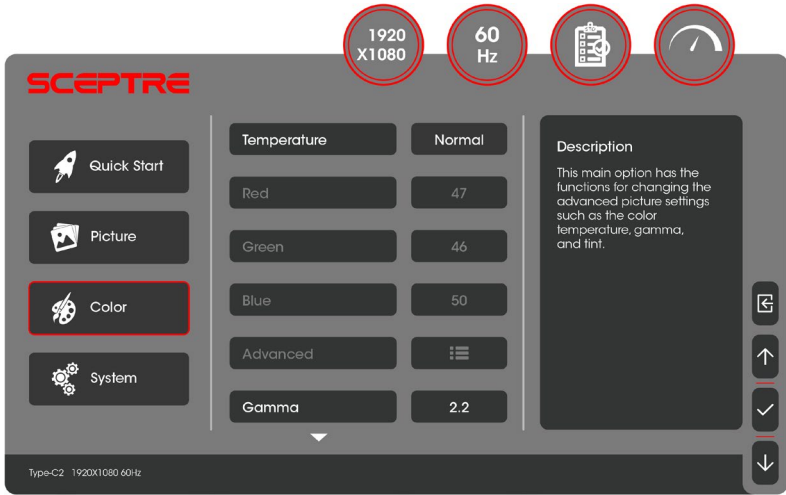 1920
X1080
60
Hz
SCEPTRE
Quick Start
Picture
Color
System
Temperature Normal
Red 47
Green 46
Blue 50
Advanced
Gamma 2.2
Description
This main option has the
functions for changing the
advanced picture settings
such as the color
temperature, gamma,
and tint.
Type-C2 1920X1080 60Hz